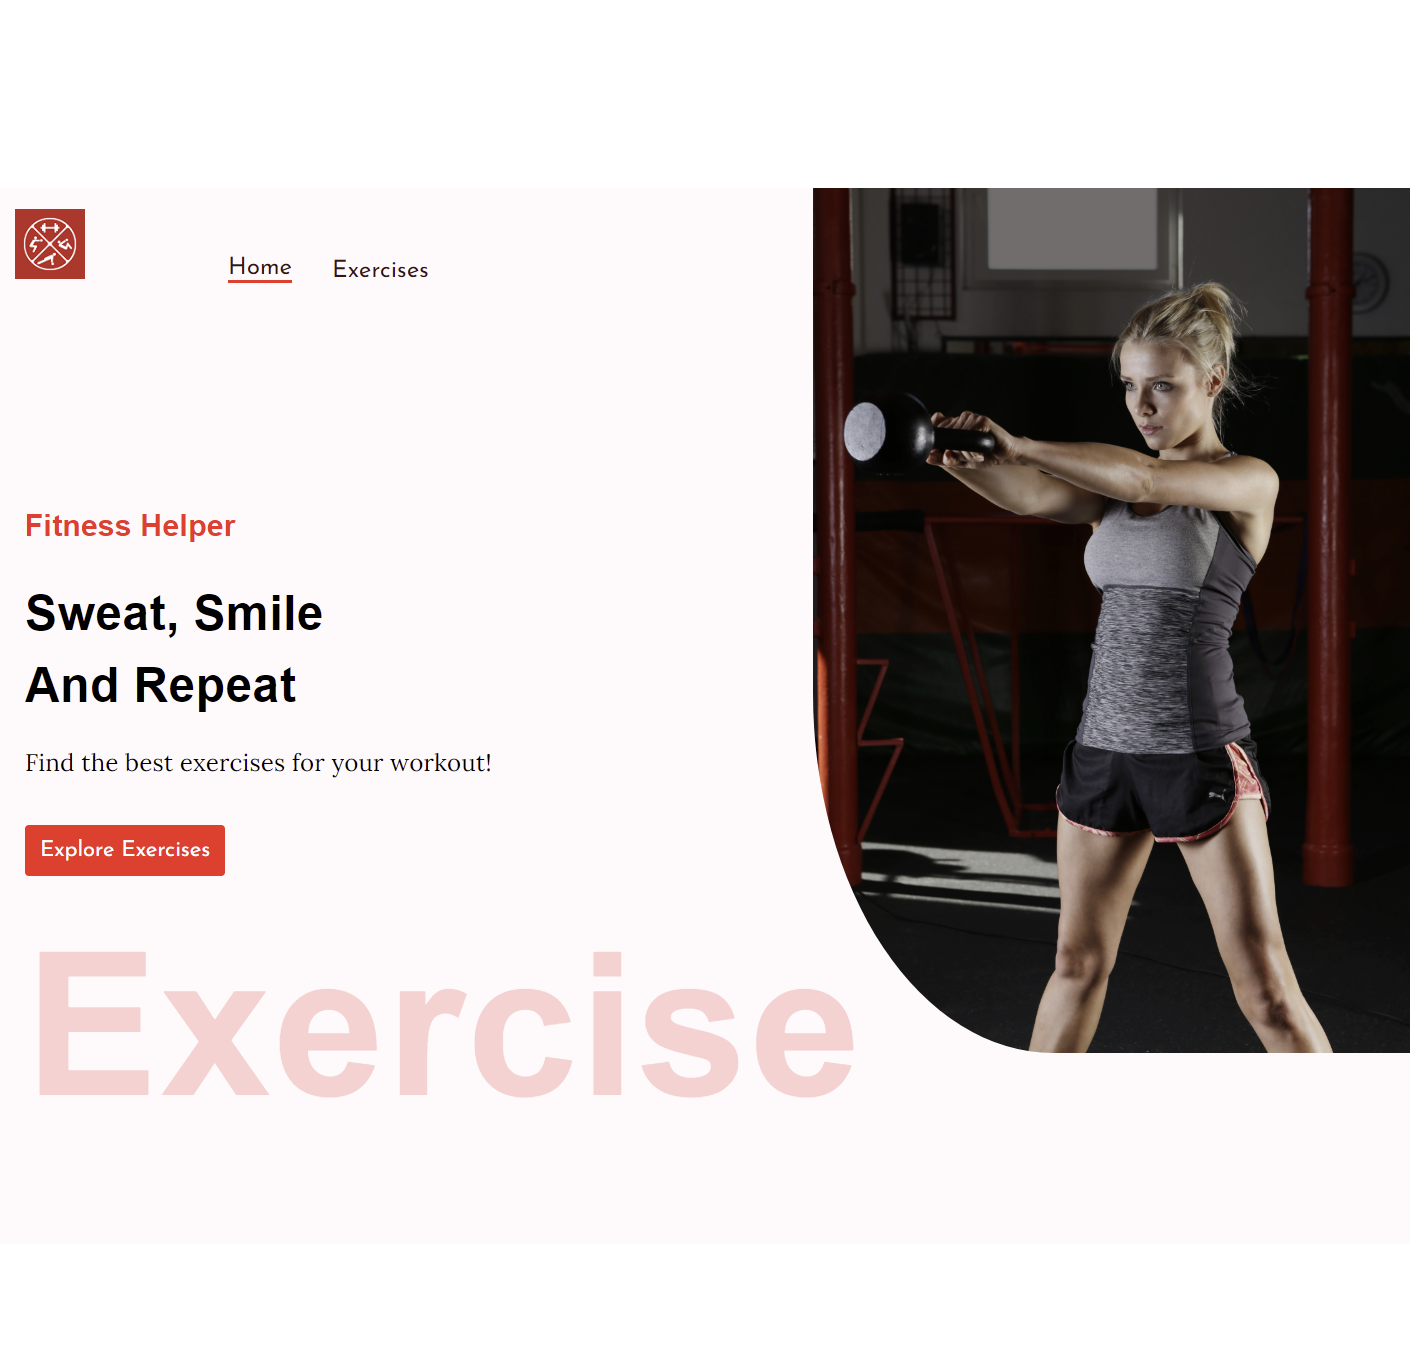 Home Exercises
Fitness Helper
Sweat, Smile
And Repeat
Find the best exercises for your workout!
Explore Exercises
Exercise